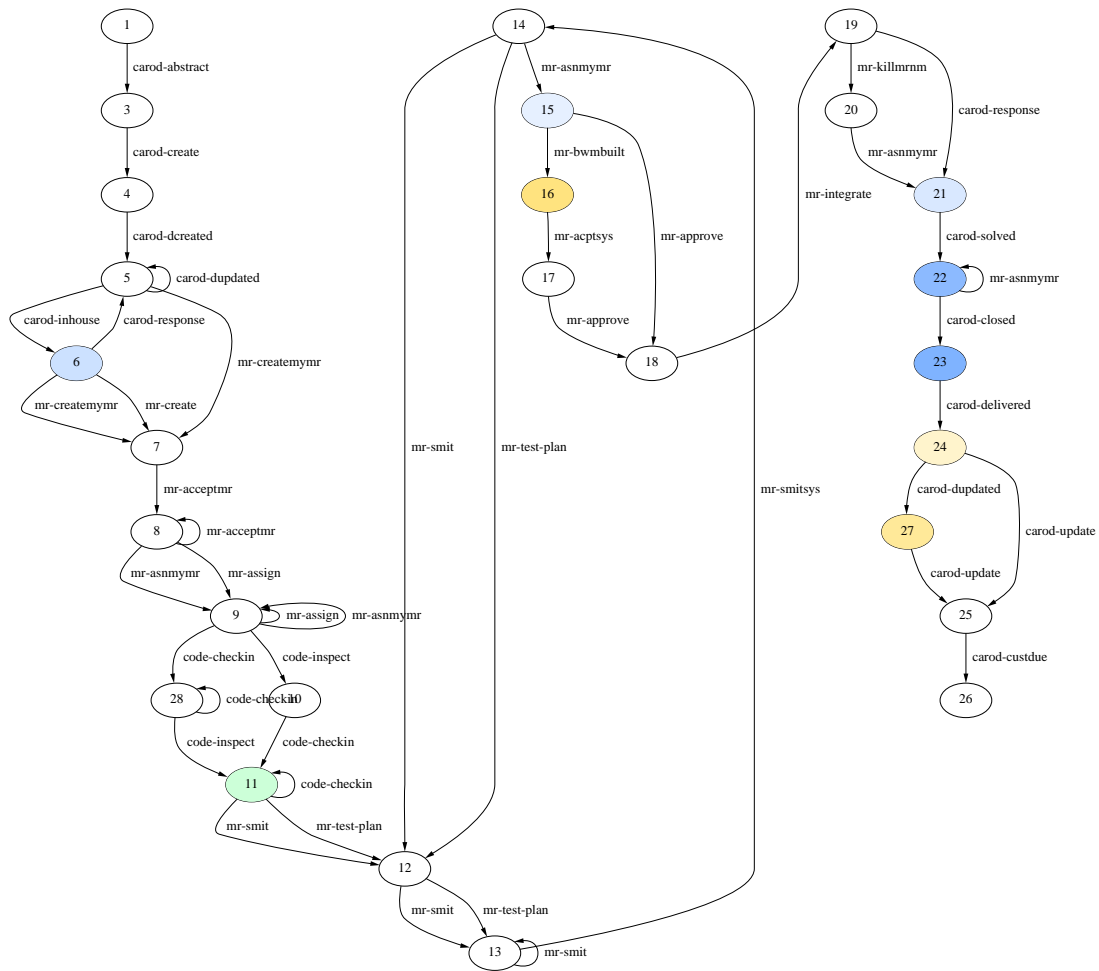 1
14
19
carod-abstract
mr-asnmymr
mr-killmrnm
3
15
20
carod-response
carod-create
mr-bwmbuilt
mr-asnmymr
4
16
mr-integrate
21
carod-dcreated
mr-acptsys
mr-approve
carod-solved
5
carod-dupdated
17
22
mr-asnmymr
carod-inhouse
carod-response
mr-approve
carod-closed
6
mr-createmymr
18
23
mr-createmymr
mr-create
carod-delivered
7
mr-smit
mr-test-plan
24
mr-acceptmr
mr-smitsys
carod-dupdated
8
mr-acceptmr
27
carod-update
mr-asnmymr
mr-assign
carod-update
9
mr-assign
mr-asnmymr
25
code-checkin
code-inspect
carod-custdue
28
code-checkin
10
26
code-inspect
code-checkin
11
code-checkin
mr-smit
mr-test-plan
12
mr-smit
mr-test-plan
13
mr-smit